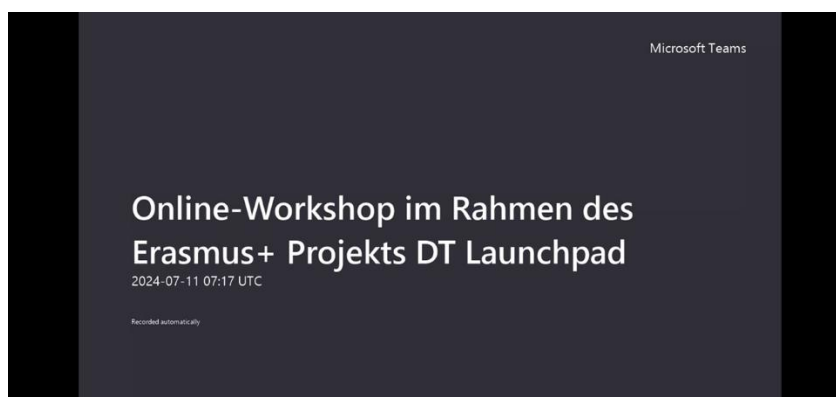 Microsoft Teams
Online-Workshop im Rahmen des
Erasmus+ Projekts DT Launchpad
2024-07-11 07:17 UTC
Recorded automatically